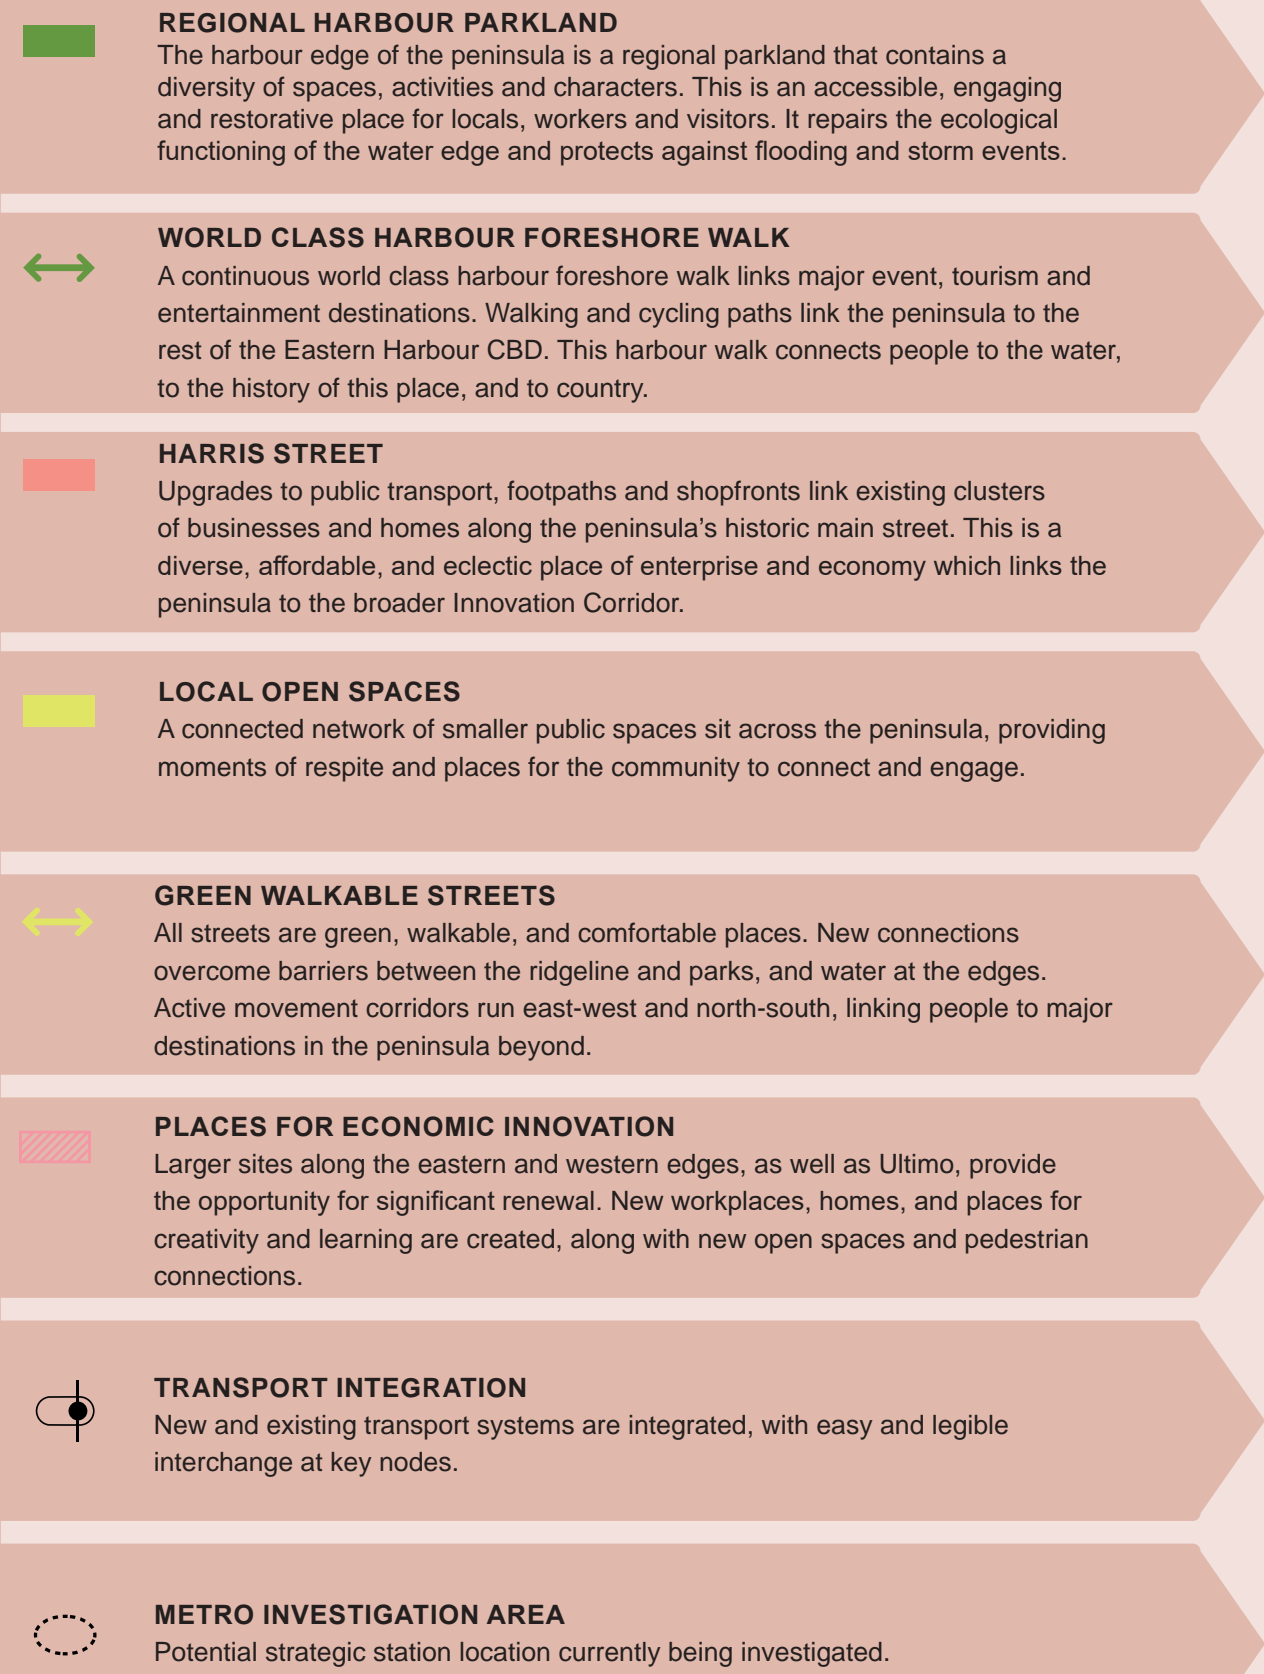 REGIONAL HARBOUR PARKLAND
The harbour edge of the peninsula is a regional parkland that contains a
diversity of spaces, activities and characters. This is an accessible, engaging
and restorative place for locals, workers and visitors. It repairs the ecological
functioning of the water edge and protects against flooding and storm events.
WORLD CLASS HARBOUR FORESHORE WALK
A continuous world class harbour foreshore walk links major event, tourism and
entertainment destinations. Walking and cycling paths link the peninsula to the
rest of the Eastern Harbour CBD. This harbour walk connects people to the water,
to the history of this place, and to country.
HARRIS STREET
Upgrades to public transport, footpaths and shopfronts link existing clusters
of businesses and homes along the peninsula's historic main street. This is a
diverse, affordable, and eclectic place of enterprise and economy which links the
peninsula to the broader Innovation Corridor.
LOCAL OPEN SPACES
A connected network of smaller public spaces sit across the peninsula, providing
moments of respite and places for the community to connect and engage.
GREEN WALKABLE STREETS
All streets are green, walkable, and comfortable places. New connections
overcome barriers between the ridgeline and parks, and water at the edges.
Active movement corridors run east-west and north-south, linking people to major
destinations in the peninsula beyond.
PLACES FOR ECONOMIC INNOVATION
Larger sites along the eastern and western edges, as well as Ultimo, provide
the opportunity for significant renewal. New workplaces, homes, and places for
creativity and learning are created, along with new open spaces and pedestrian
connections.
TRANSPORT INTEGRATION
New and existing transport systems are integrated, with easy and legible
interchange at key nodes.
METRO INVESTIGATION AREA
Potential strategic station location currently being investigated.